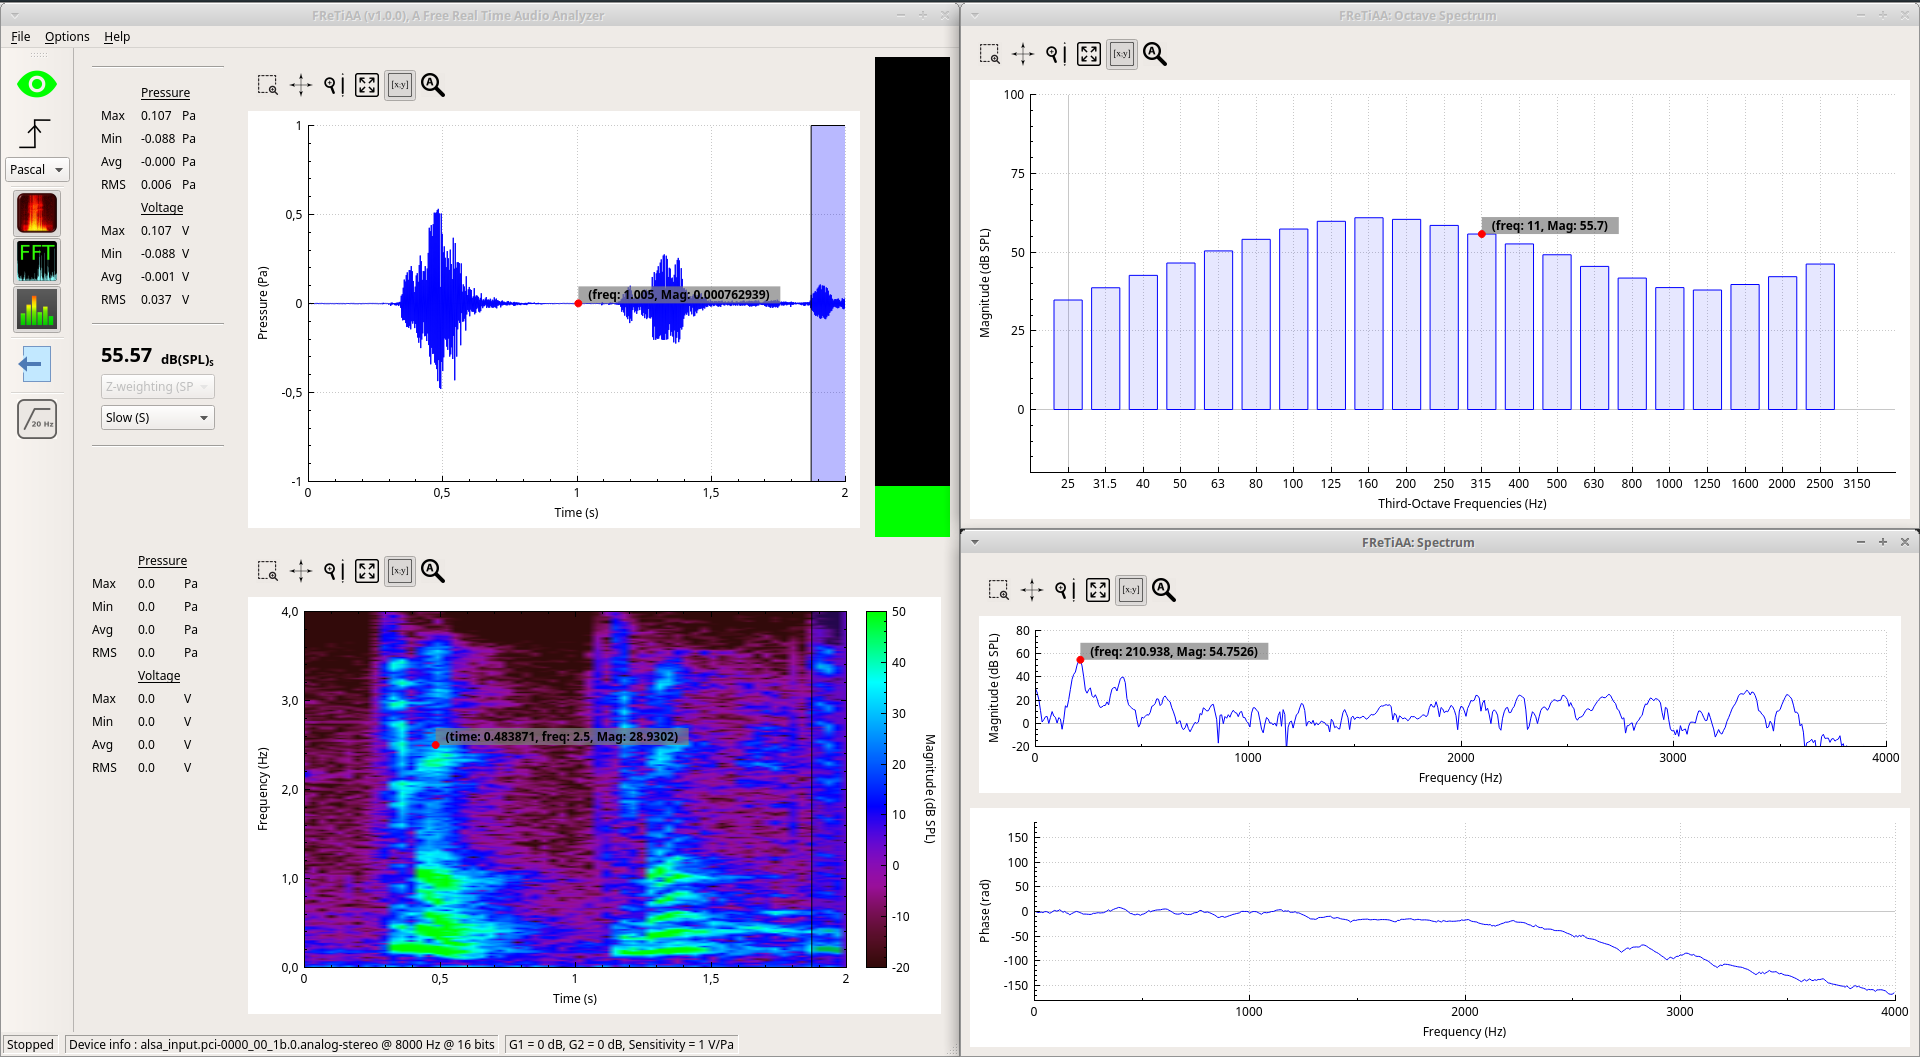 FReTiAA (v1.0.0), A Free Real Time Audio Analyzer
File Options Help
Pressure
Max 0.107 Pa
Min -0.088 Pa
Avg -0.000 Pa
RMS 0.006 Pa
Voltage
Max 0.107 V
Min -0.088 V
Avg -0.001 V
RMS 0.037 V
Pascal
FFT
20 Hz
55.57 dB(SPL)s
Z-weighting (SP
Slow (S)
[x:y]
Pressure (Pa)
1
0,5
0
-0,5
-1
(freq: 1.005, Mag: 0.000762939)
0 0,5 1 1,5 2
Time (s)
Pressure
Max 0.0 Pa
Min 0.0 Pa
Avg 0.0 Pa
RMS 0.0 Pa
Voltage
Max 0.0 V
Min 0.0 V
Avg 0.0 V
RMS 0.0 V
[x:y]
Frequency (Hz)
4,0
3,0
2,0
1,0
0,0
(time: 0.483871, freq: 2.5, Mag: 28.9302)
0 0,5 1 1,5 2
Time (s)
50
40
30
20
10
0
-10
-20
Magnitude (dB SPL)
Stopped
Device info : alsa_input.pci-0000_00_1b.0.analog-stereo @ 8000 Hz @ 16 bits
G1 = 0 dB, G2 = 0 dB, Sensitivity = 1 V/Pa
FReTiAA: Octave Spectrum
[x:y]
Magnitude (dB SPL)
100
75
50
25
0
(freq: 11, Mag: 55.7)
25 31.5 40 50 63 80 100 125 160 200 250 315 400 500 630 800 1000 1250 1600 2000 2500 3150
Third-Octave Frequencies (Hz)
FReTiAA: Spectrum
[x:y]
Magnitude (dB SPL)
80
60
40
20
0
-20
(freq: 210.938, Mag: 54.7526)
0 1000 2000 3000 4000
Frequency (Hz)
Phase (rad)
150
100
50
0
-50
-100
-150
0 1000 2000 3000 4000
Frequency (Hz)